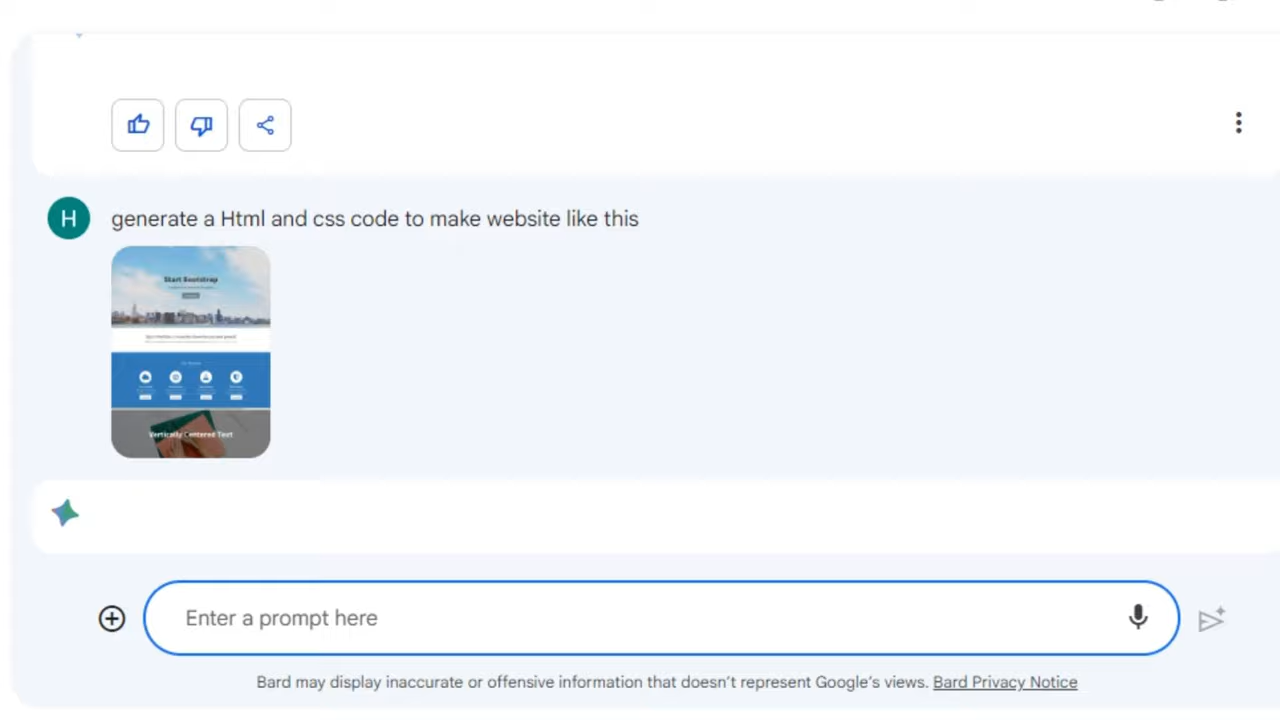 H
generate a Html and css code to make website like this
Start Bootstrap
Vertically Centered Text
Enter a prompt here
Bard may display inaccurate or offensive information that doesn't represent Google's views. Bard Privacy Notice